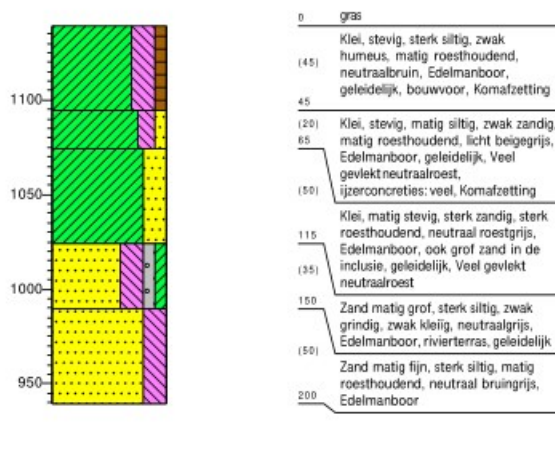 1100
1050
1000
950
0 gras
(45) Klei, stevig, sterk siltig, zwak
humeus, matig roesthoudend,
neutraalbruin, Edelmanboor,
geleidelijk, bouwvoor, Komafzetting
45
(20) Klei, stevig, matig siltig, zwak zandig,
65 matig roesthoudend, licht beigegrijs,
Edelmanboor, geleidelijk, Veel
gevlektneutraalroest,
(50) ijzerconcreties: veel, Komafzetting
Klei, matig stevig, sterk zandig, sterk
115 roesthoudend, neutraal roestgrijs,
Edelmanboor, ook grof zand in de
(35) inclusie, geleidelijk, Veel gevlekt
neutraalroest
150 Zand matig grof, sterk siltig, zwak
grindig, zwak kleiïg, neutraalgrijs,
(50) Edelmanboor, rivierterras, geleidelijk
Zand matig fijn, sterk siltig, matig
roesthoudend, neutraal bruingrijs,
200 Edelmanboor